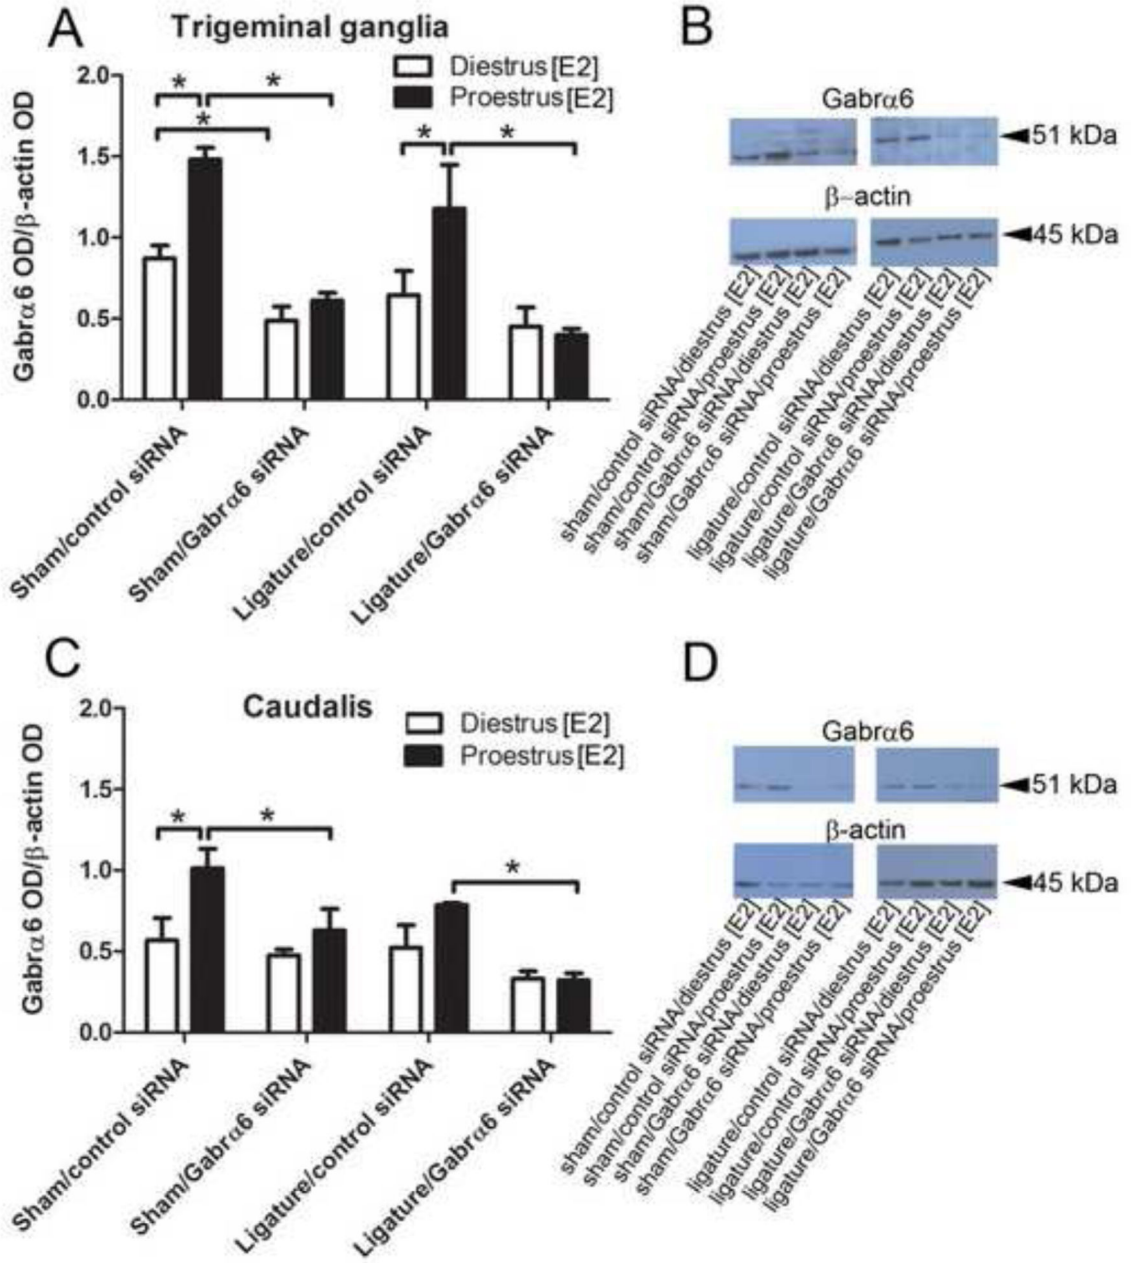 A
Trigeminal ganglia
Diestrus [E2]
Proestrus [E2]
Gabrα6 OD/β-actin OD
2.0
1.5
1.0
0.5
0.0
* *
*
* *
Sham/control siRNA
Sham/Gabrα6 siRNA
Ligature/control siRNA
Ligature/Gabrα6 siRNA
B
Gabrα6
51 kDa
β–actin
45 kDa
sham/control siRNA/diestrus [E2]
sham/control siRNA/proestrus [E2]
sham/Gabrα6 siRNA/diestrus [E2]
sham/Gabrα6 siRNA/proestrus [E2]
ligature/control siRNA/diestrus [E2]
ligature/control siRNA/proestrus [E2]
ligature/Gabrα6 siRNA/diestrus [E2]
ligature/Gabrα6 siRNA/proestrus [E2]
C
Caudalis
Diestrus [E2]
Proestrus [E2]
Gabrα6 OD/β-actin OD
2.0
1.5
1.0
0.5
0.0
* *
*
Sham/control siRNA
Sham/Gabrα6 siRNA
Ligature/control siRNA
Ligature/Gabrα6 siRNA
D
Gabrα6
51 kDa
β-actin
45 kDa
sham/control siRNA/diestrus [E2]
sham/control siRNA/proestrus [E2]
sham/Gabrα6 siRNA/diestrus [E2]
sham/Gabrα6 siRNA/proestrus [E2]
ligature/control siRNA/diestrus [E2]
ligature/control siRNA/proestrus [E2]
ligature/Gabrα6 siRNA/diestrus [E2]
ligature/Gabrα6 siRNA/proestrus [E2]